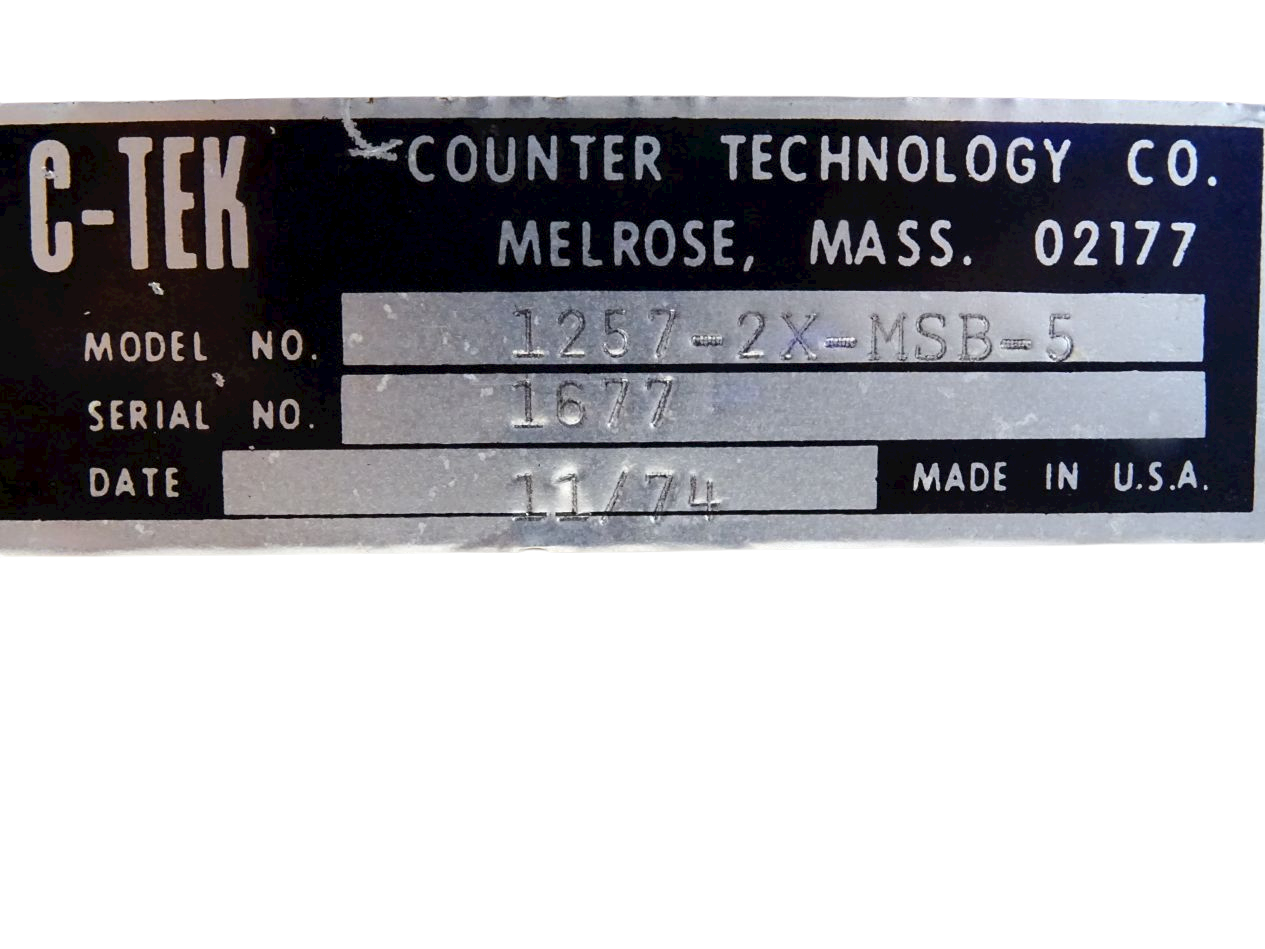 C-TEK
COUNTER TECHNOLOGY CO.
MELROSE, MASS. 02177
MODEL NO. 1257-2X-MSB-5
SERIAL NO. 1677
DATE 11/74 MADE IN U.S.A.